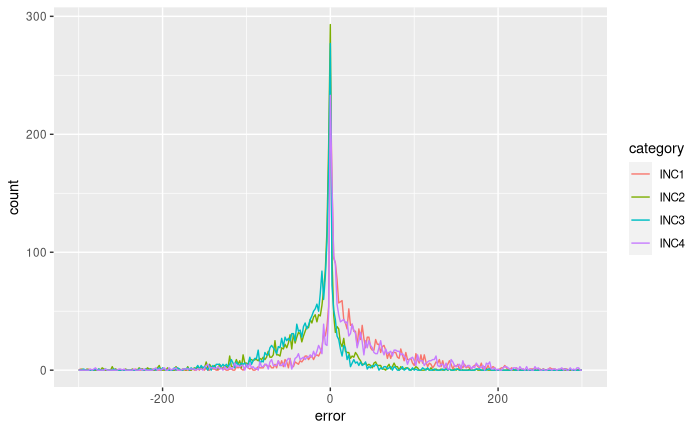 300
200
100
0
count
-200
0
200
error
category
INC1
INC2
INC3
INC4